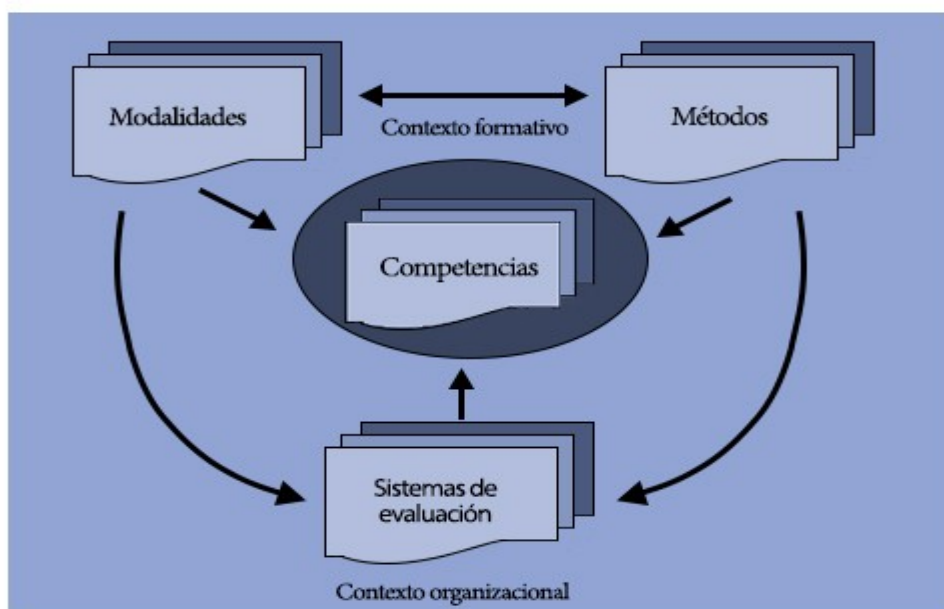 Modalidades
Métodos
Contexto formativo
Competencias
Sistemas de
evaluación
Contexto organizacional